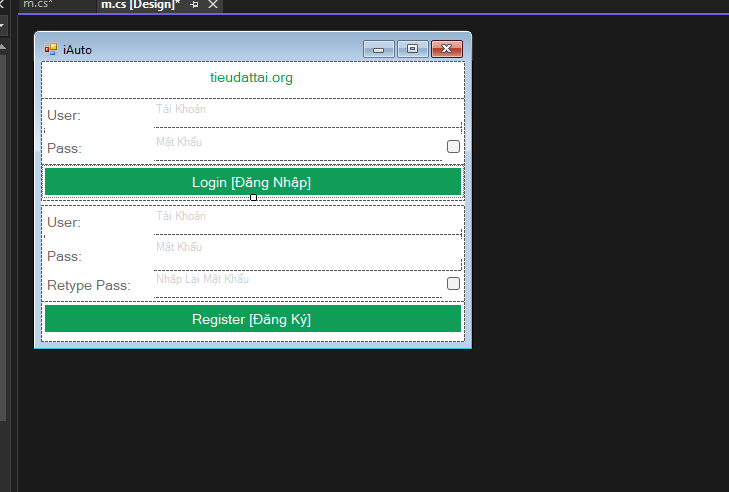 m.cs*
m.cs [Design]*
iAuto
tieudattai.org
User:
Tài Khoản
Pass:
Mật Khẩu
Login [Đăng Nhập]
User:
Tài Khoản
Pass:
Mật Khẩu
Retype Pass:
Nhập Lại Mật Khẩu
Register [Đăng Ký]